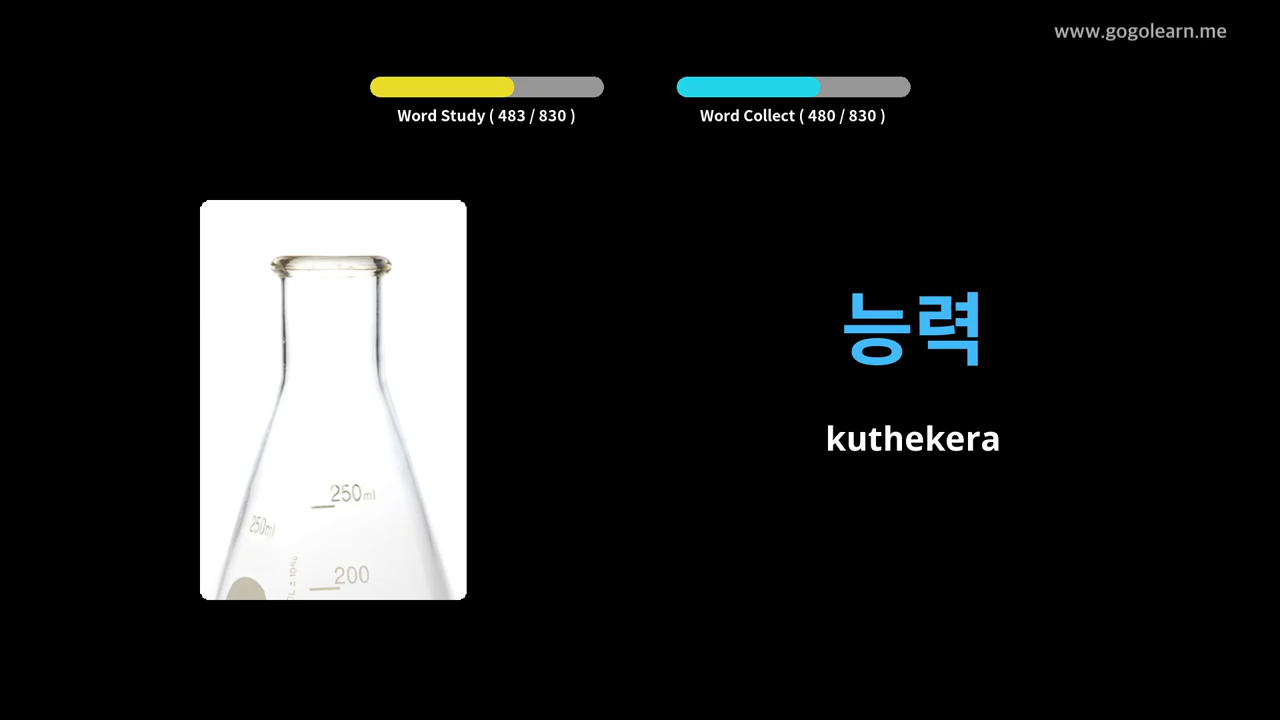 www.gogolearn.me
Word Study ( 483 / 830 )
Word Collect ( 480 / 830 )
능력
kuthekera
250ml
250ml
200